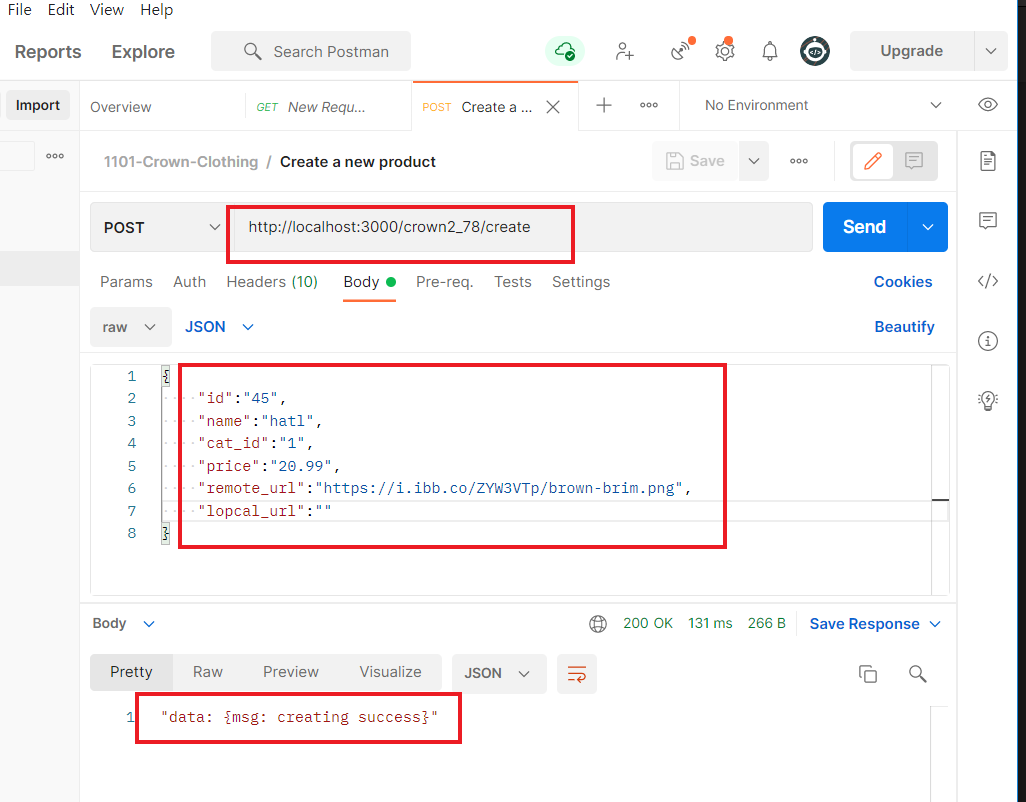 File Edit View Help
Reports Explore Search Postman Upgrade
Import Overview GET New Requ... POST Create a ... No Environment
1101-Crown-Clothing / Create a new product Save
POST http://localhost:3000/crown2_78/create Send
Params Auth Headers (10) Body Pre-req. Tests Settings Cookies
raw JSON Beautify
1 {
2 "id":"45",
3 "name":"hatl",
4 "cat_id":"1",
5 "price":"20.99",
6 "remote_url":"https://i.ibb.co/ZYW3VTp/brown-brim.png",
7 "lopcal_url":""
8 }
Body 200 OK 131 ms 266 B Save Response
Pretty Raw Preview Visualize JSON
1 "data: {msg: creating success}"